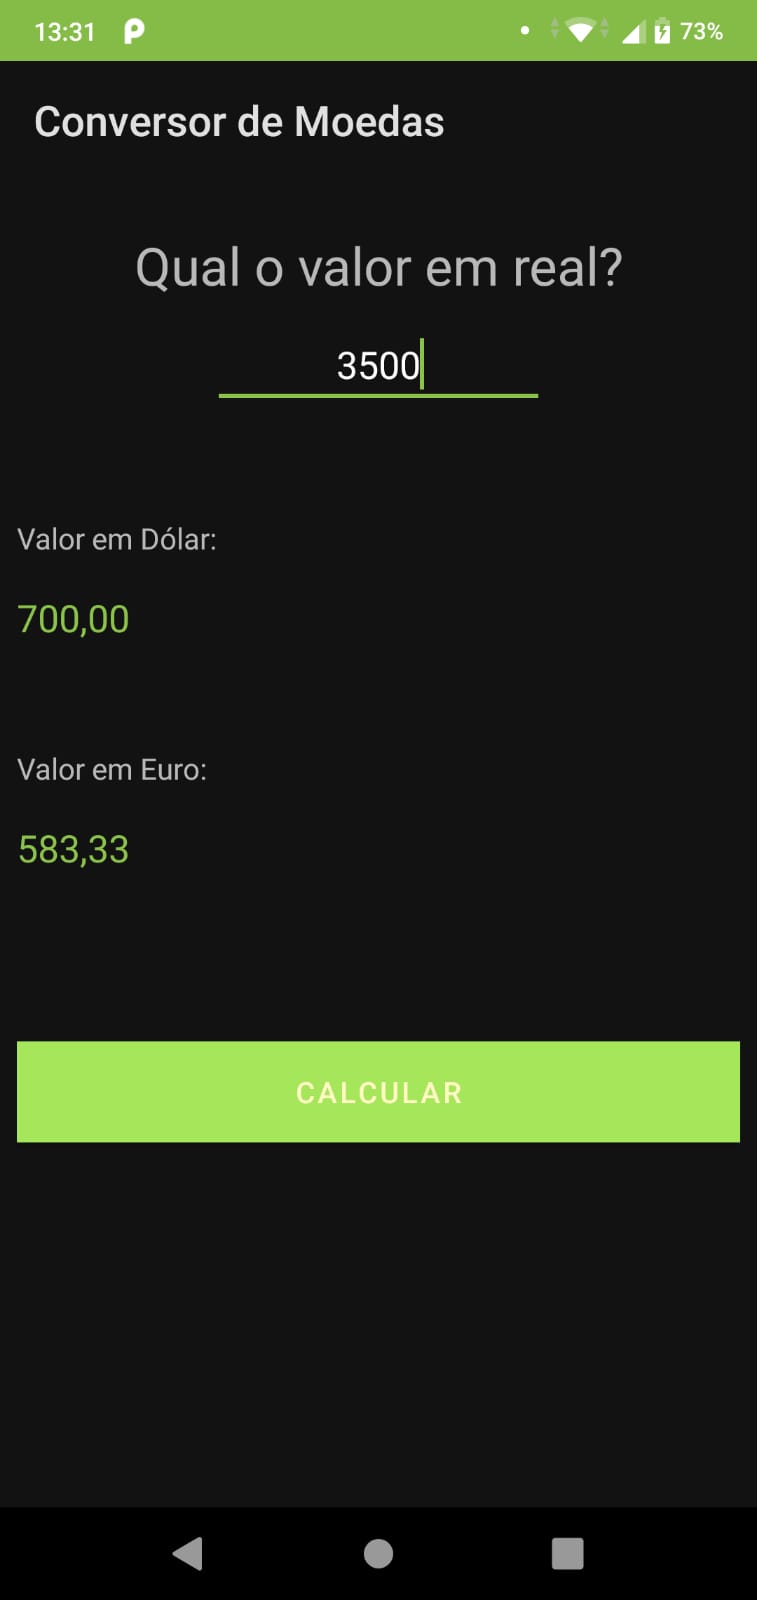 13:31 73%
Conversor de Moedas
Qual o valor em real?
3500
Valor em Dólar:
700,00
Valor em Euro:
583,33
CALCULAR